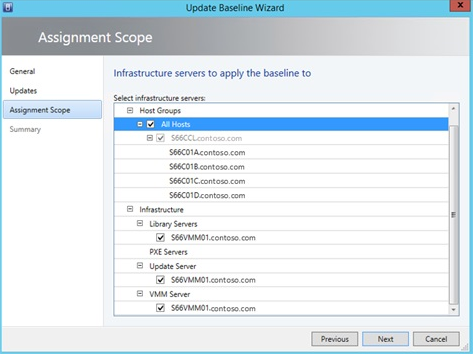 Update Baseline Wizard
Assignment Scope
General
Updates
Assignment Scope
Summary
Infrastructure servers to apply the baseline to
Select infrastructure servers:
Host Groups
All Hosts
S66CCL.contoso.com
S66C01A.contoso.com
S66C01B.contoso.com
S66C01C.contoso.com
S66C01D.contoso.com
Infrastructure
Library Servers
S66VMM01.contoso.com
PXE Servers
Update Server
S66VMM01.contoso.com
VMM Server
S66VMM01.contoso.com
Previous
Next
Cancel